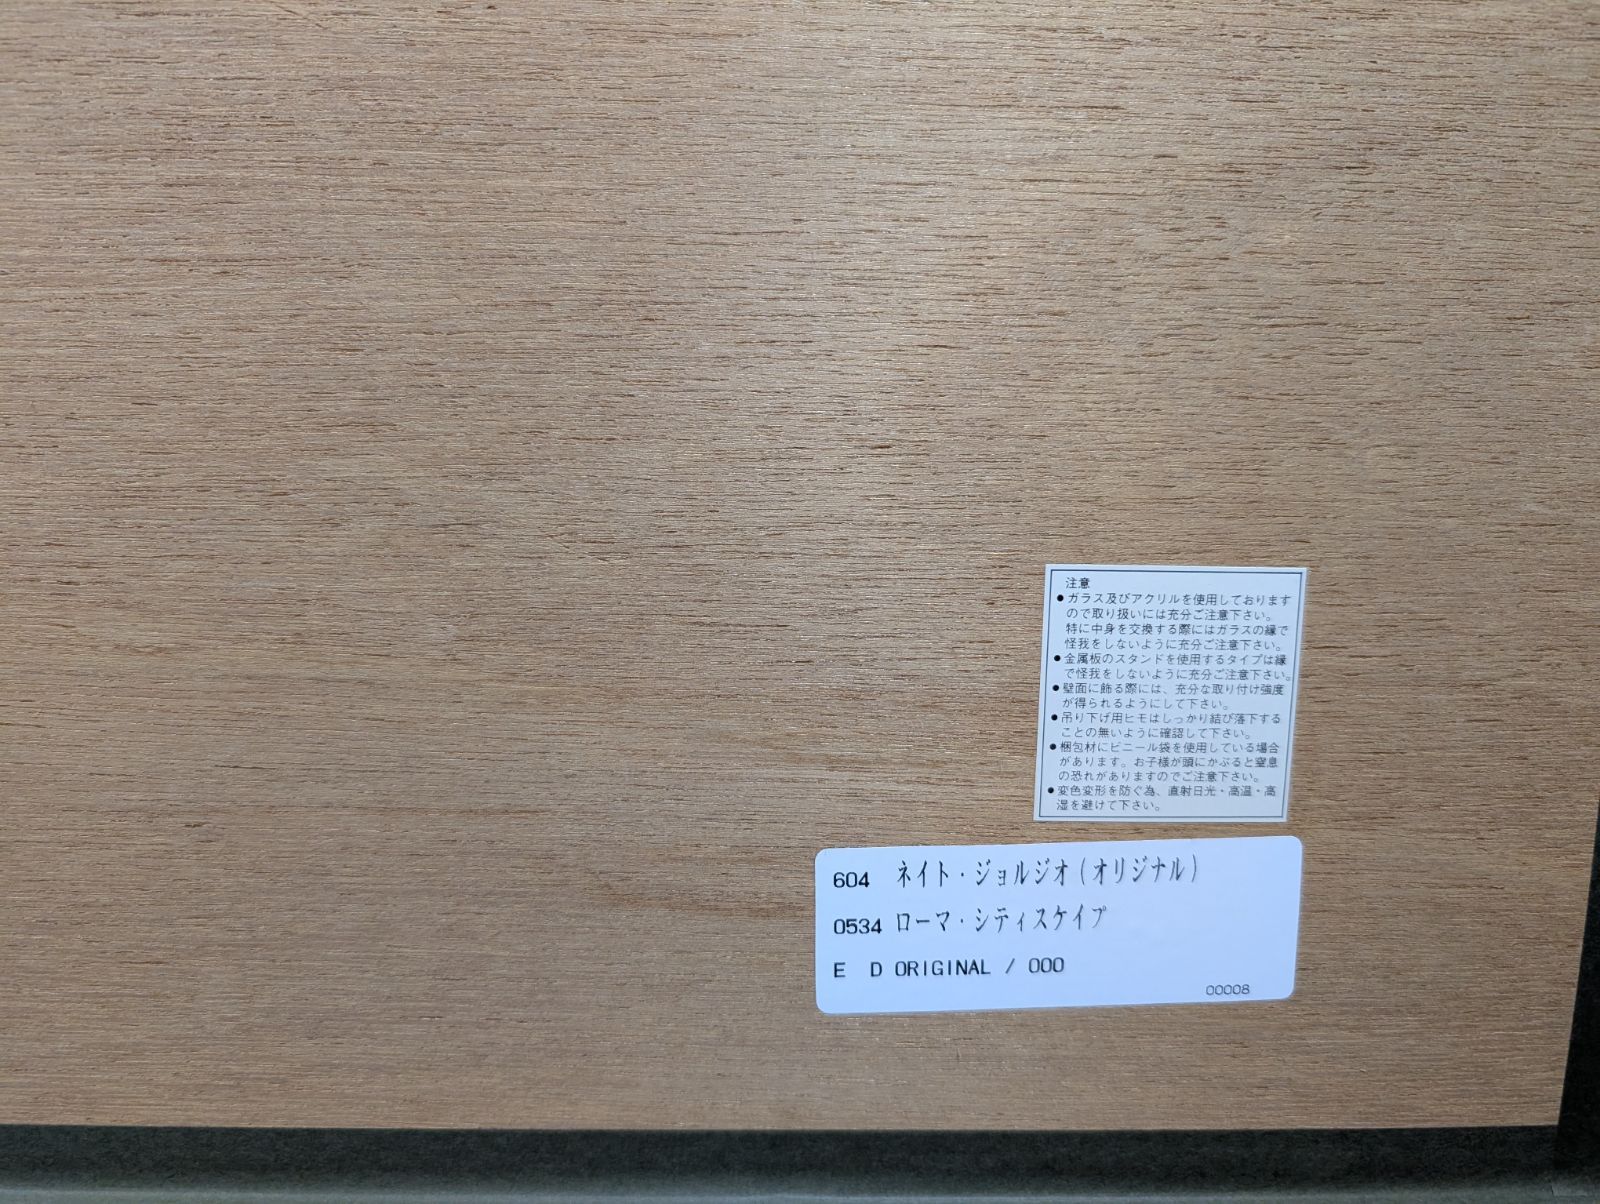 注意
●ガラス及びアクリルを使用しております
ので取り扱いには充分ご注意下さい。
特に中身を交換する際にはガラスの縁で
怪我をしないように充分ご注意下さい。
●金属板のスタンドを使用するタイプは縁
で怪我をしないように充分ご注意下さい。
●壁面に飾る際には、充分な取り付け強度
が得られるようにして下さい。
●吊り下げ用ヒモはしっかり結び落下する
ことの無いように確認して下さい。
●梱包材にビニール袋を使用している場合
があります。お子様が頭にかぶると窒息
の恐れがありますのでご注意下さい。
●変色変形を防ぐ為、直射日光・高温・高
湿を避けて下さい。
604 ネイト・ジョルジオ(オリジナル)
0534 ローマ・シティスケイプ
E D ORIGINAL / 000
00008